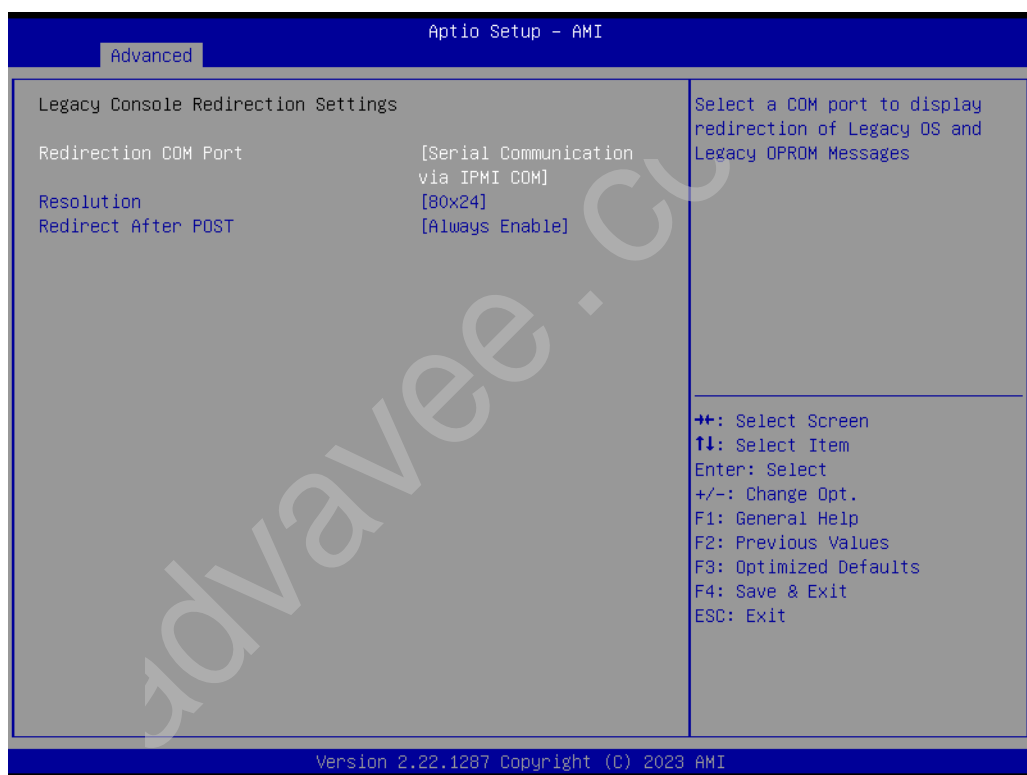 Aptio Setup – AMI
Advanced
Legacy Console Redirection Settings
Redirection COM Port [Serial Communication
via IPMI COM]
Resolution [80x24]
Redirect After POST [Always Enable]
Select a COM port to display
redirection of Legacy OS and
Legacy OPROM Messages
→←: Select Screen
↑↓: Select Item
Enter: Select
+/-: Change Opt.
F1: General Help
F2: Previous Values
F3: Optimized Defaults
F4: Save & Exit
ESC: Exit
Version 2.22.1287 Copyright (C) 2023 AMI